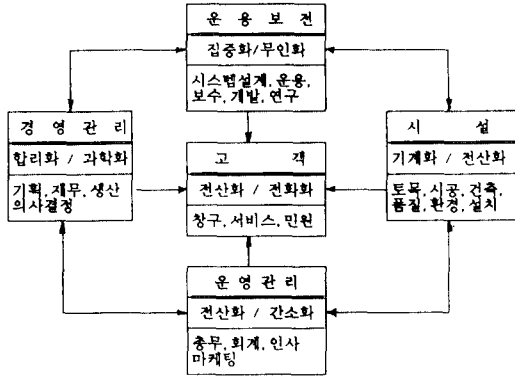 운 용 보 전
집중화/무인화
시스템설계, 운용,
보수, 개발, 연구
경 영 관 리
합리화 / 과학화
기획, 재무, 생산
의사결정
고 객
전산화 / 전화화
창구, 서비스, 민원
시 설
기계화 / 전산화
토목, 시공, 건축,
품질, 환경, 설치
운 영 관 리
전산화 / 간소화
총무, 회계, 인사
마케팅